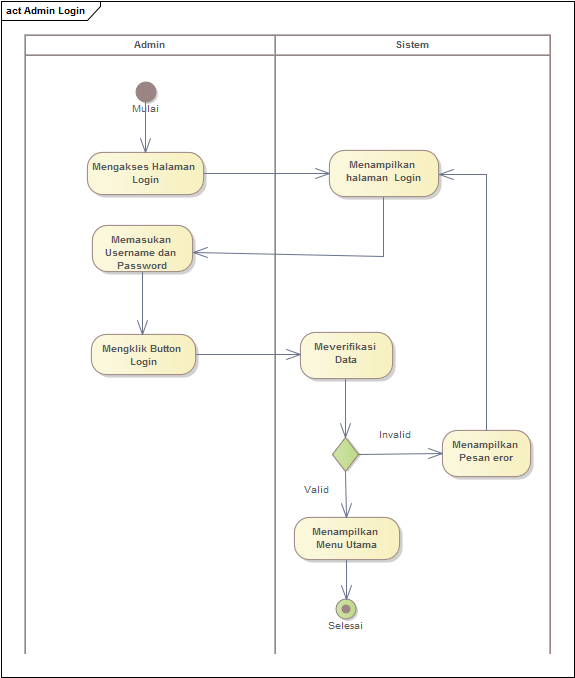 act Admin Login
Admin
Sistem
Mulai
Mengakses Halaman
Login
Menampilkan
halaman Login
Memasukan
Username dan
Password
Mengklik Button
Login
Meverifikasi
Data
Invalid
Menampilkan
Pesan eror
Valid
Menampilkan
Menu Utama
Selesai